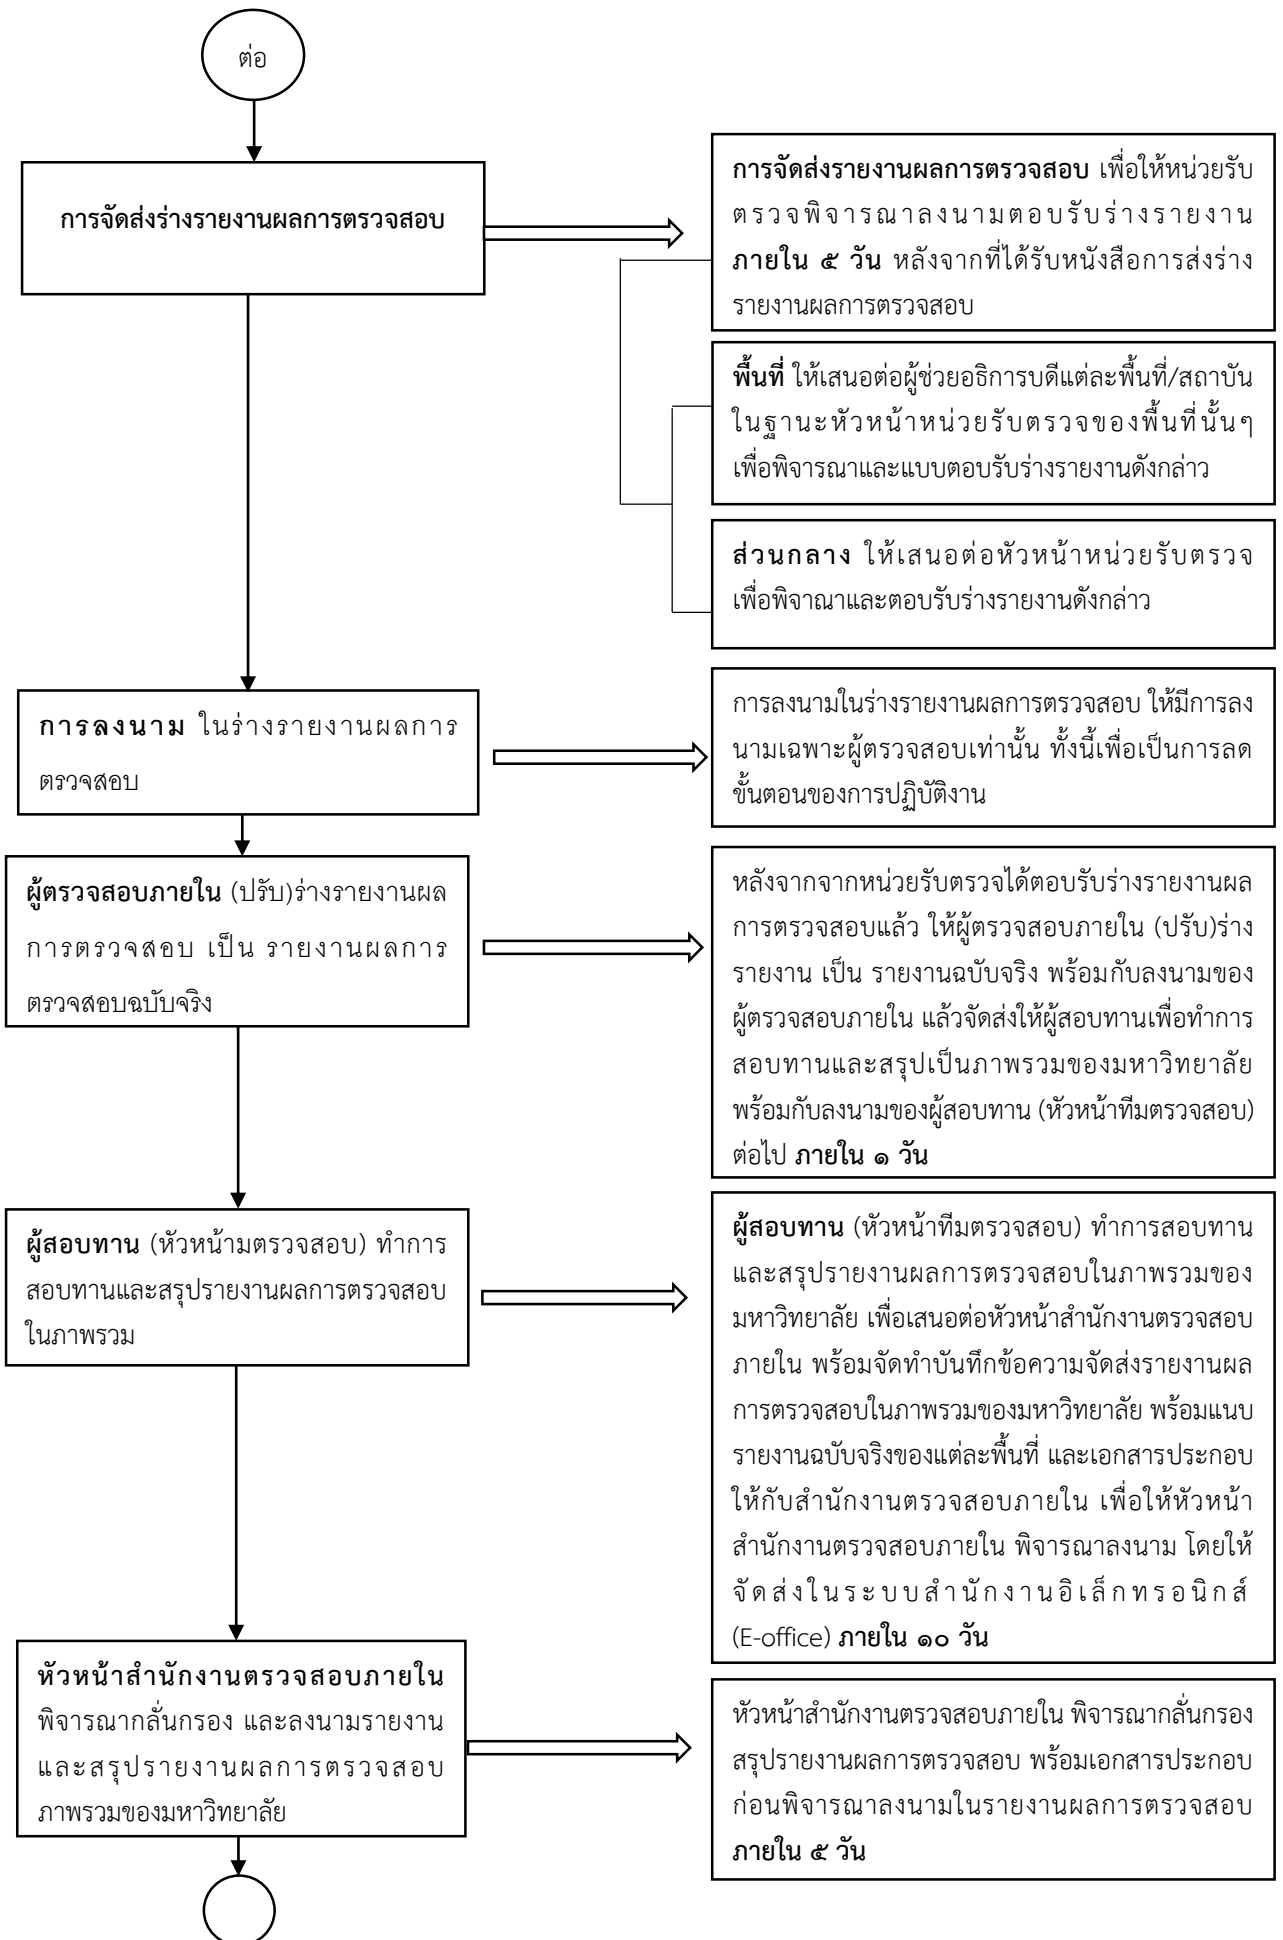 ต่อ
การจัดส่งร่างรายงานผลการตรวจสอบ
การจัดส่งรายงานผลการตรวจสอบ เพื่อให้หน่วยรับ
ตรวจพิจารณาลงนามตอบรับร่างรายงาน
ภายใน ๕ วัน หลังจากที่ได้รับหนังสือการส่งร่าง
รายงานผลการตรวจสอบ
พื้นที่ ให้เสนอต่อผู้ช่วยอธิการบดีแต่ละพื้นที่/สถาบัน
ในฐานะหัวหน้าหน่วยรับตรวจของพื้นที่นั้นๆ
เพื่อพิจารณาและแบบตอบรับร่างรายงานดังกล่าว
ส่วนกลาง ให้เสนอต่อหัวหน้าหน่วยรับตรวจ
เพื่อพิจาณาและตอบรับร่างรายงานดังกล่าว
การลงนาม ในร่างรายงานผลการ
ตรวจสอบ
การลงนามในร่างรายงานผลการตรวจสอบ ให้มีการลง
นามเฉพาะผู้ตรวจสอบเท่านั้น ทั้งนี้เพื่อเป็นการลด
ขั้นตอนของการปฏิบัติงาน
ผู้ตรวจสอบภายใน (ปรับ)ร่างรายงานผล
การตรวจสอบ เป็น รายงานผลการ
ตรวจสอบฉบับจริง
หลังจากจากหน่วยรับตรวจได้ตอบรับร่างรายงานผล
การตรวจสอบแล้ว ให้ผู้ตรวจสอบภายใน (ปรับ)ร่าง
รายงาน เป็น รายงานฉบับจริง พร้อมกับลงนามของ
ผู้ตรวจสอบภายใน แล้วจัดส่งให้ผู้สอบทานเพื่อทำการ
สอบทานและสรุปเป็นภาพรวมของมหาวิทยาลัย
พร้อมกับลงนามของผู้สอบทาน (หัวหน้าทีมตรวจสอบ)
ต่อไป ภายใน ๑ วัน
ผู้สอบทาน (หัวหน้ามตรวจสอบ) ทำการ
สอบทานและสรุปรายงานผลการตรวจสอบ
ในภาพรวม
ผู้สอบทาน (หัวหน้าทีมตรวจสอบ) ทำการสอบทาน
และสรุปรายงานผลการตรวจสอบในภาพรวมของ
มหาวิทยาลัย เพื่อเสนอต่อหัวหน้าสำนักงานตรวจสอบ
ภายใน พร้อมจัดทำบันทึกข้อความจัดส่งรายงานผล
การตรวจสอบในภาพรวมของมหาวิทยาลัย พร้อมแนบ
รายงานฉบับจริงของแต่ละพื้นที่ และเอกสารประกอบ
ให้กับสำนักงานตรวจสอบภายใน เพื่อให้หัวหน้า
สำนักงานตรวจสอบภายใน พิจารณาลงนาม โดยให้
จัดส่งในระบบสำนักงานอิเล็กทรอนิกส์
(E-office) ภายใน ๑๐ วัน
หัวหน้าสำนักงานตรวจสอบภายใน
พิจารณากลั่นกรอง และลงนามรายงาน
และสรุปรายงานผลการตรวจสอบ
ภาพรวมของมหาวิทยาลัย
หัวหน้าสำนักงานตรวจสอบภายใน พิจารณากลั่นกรอง
สรุปรายงานผลการตรวจสอบ พร้อมเอกสารประกอบ
ก่อนพิจารณาลงนามในรายงานผลการตรวจสอบ
ภายใน ๕ วัน